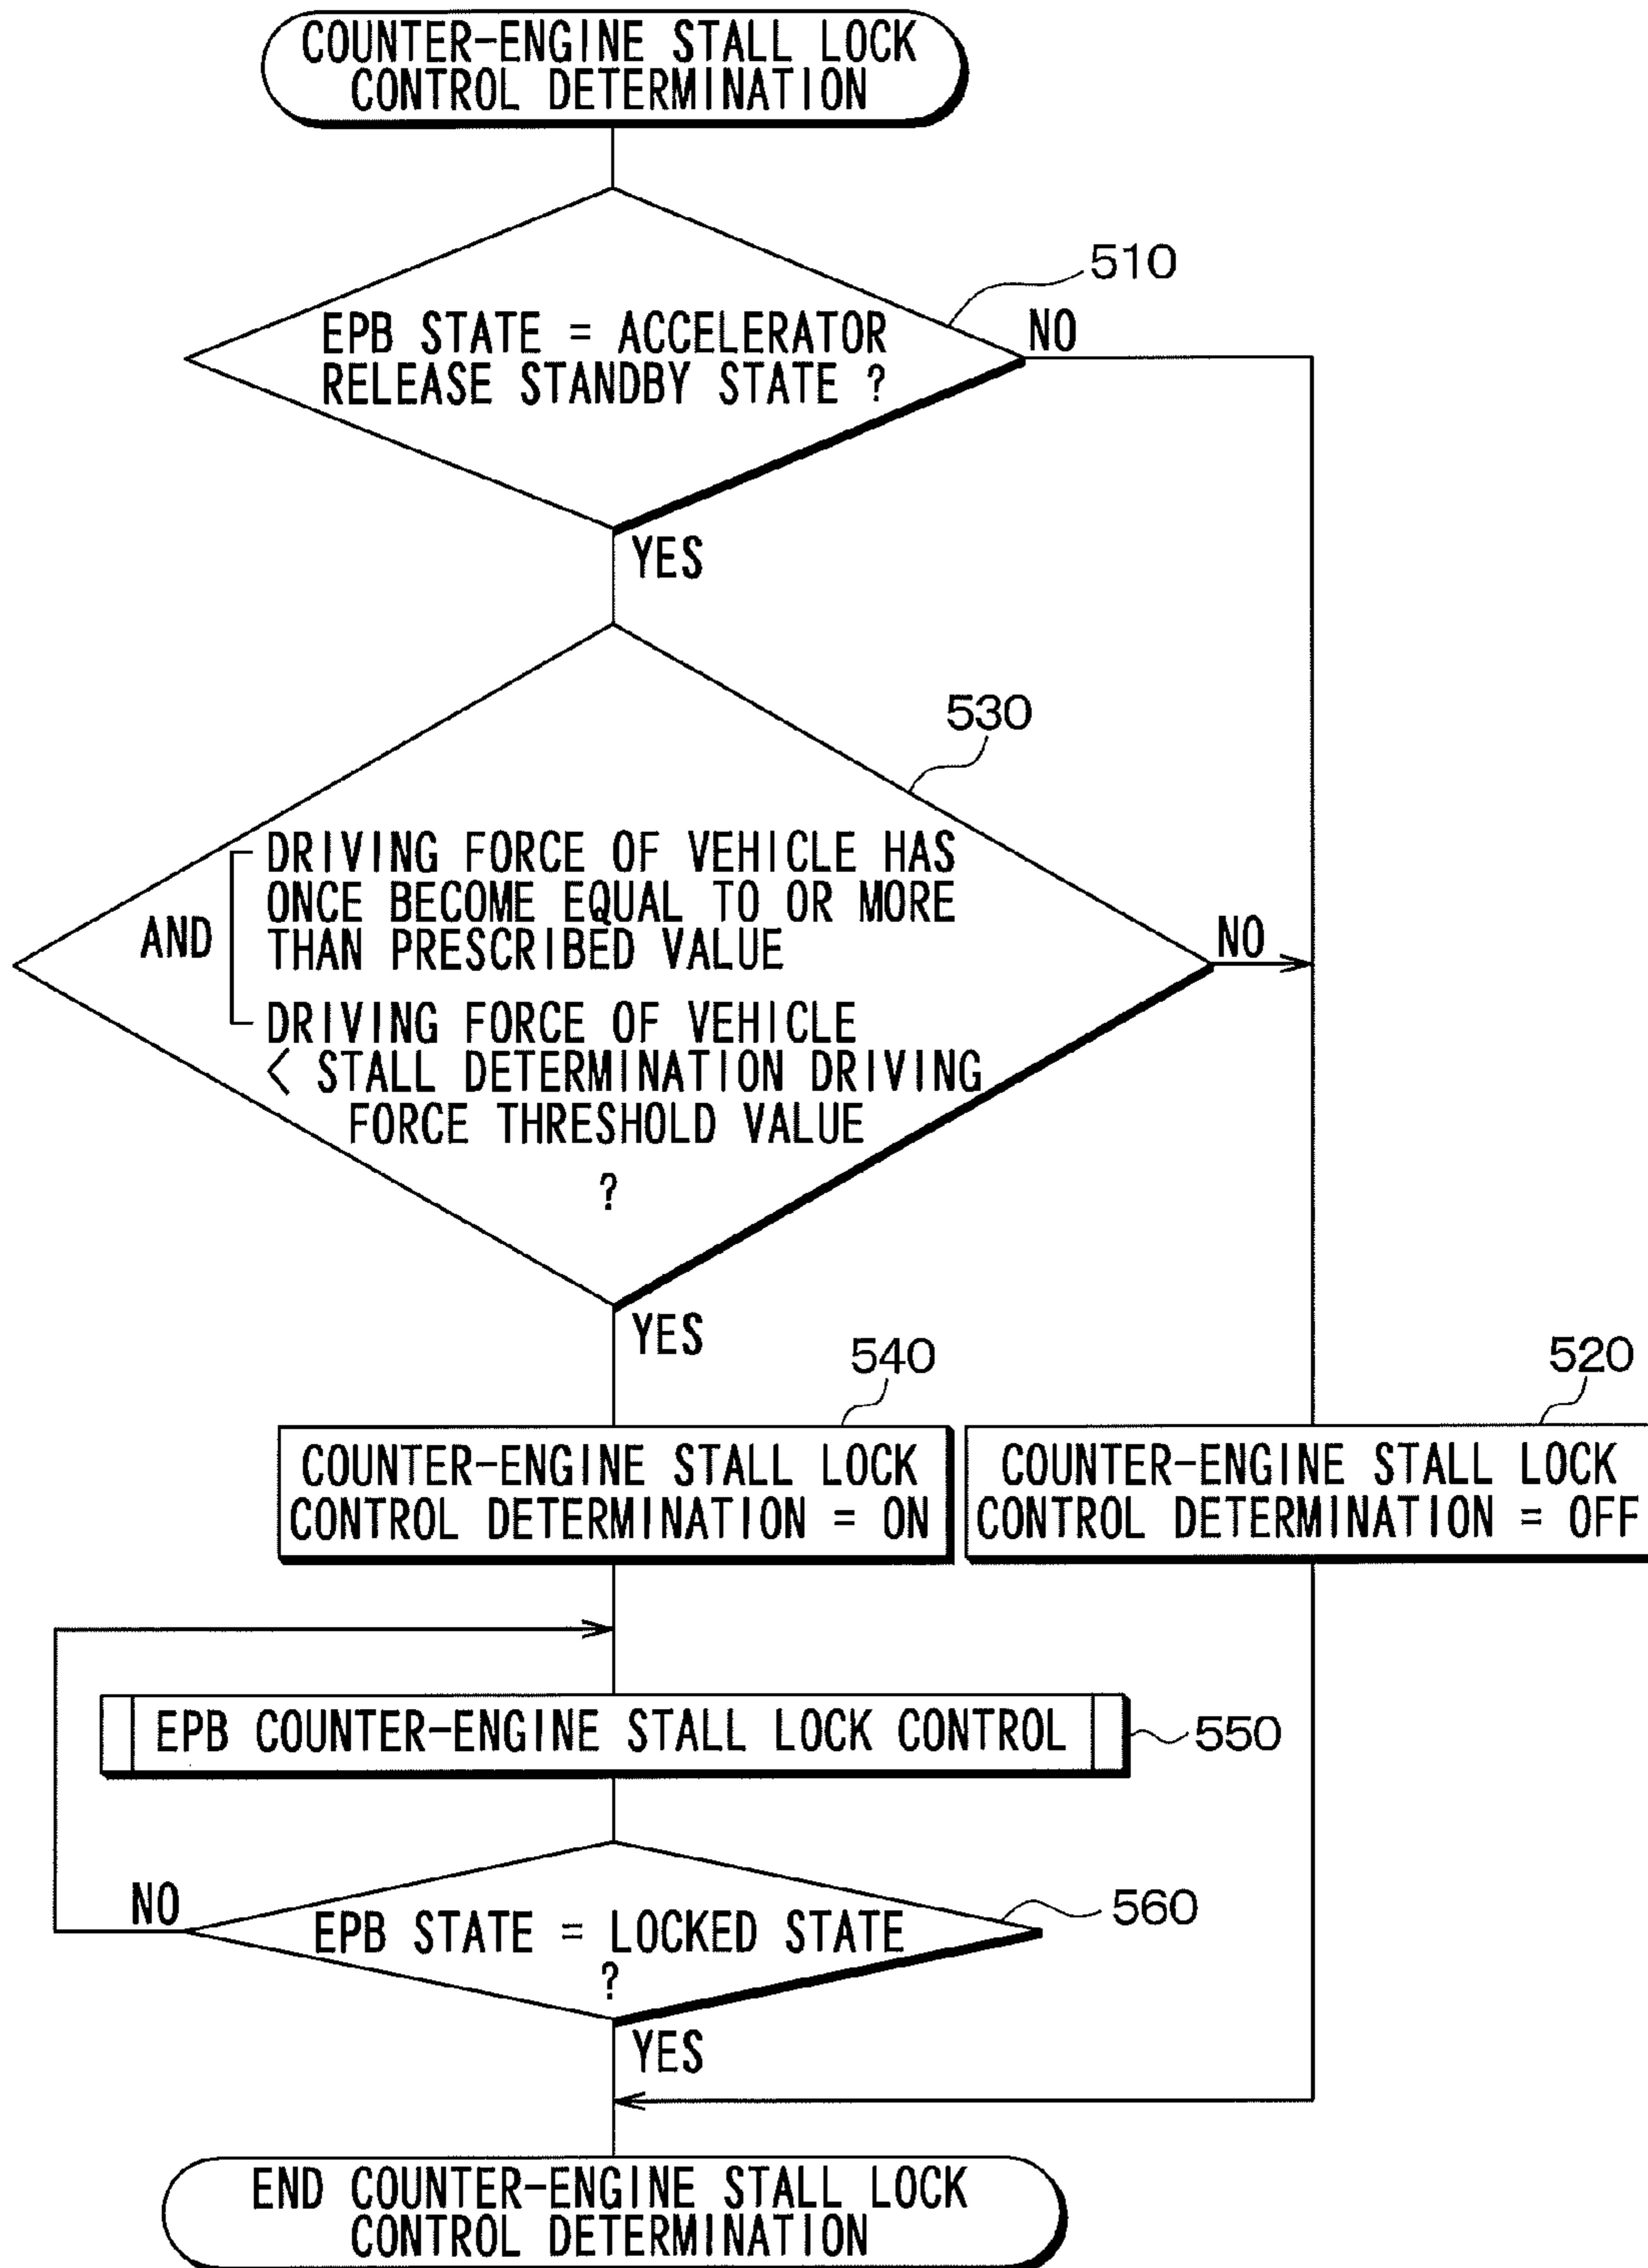 COUNTER-ENGINE STALL LOCK
CONTROL DETERMINATION
510
EPB STATE = ACCELERATOR
RELEASE STANDBY STATE ?
NO
YES
530
AND
DRIVING FORCE OF VEHICLE HAS
ONCE BECOME EQUAL TO OR MORE
THAN PRESCRIBED VALUE
DRIVING FORCE OF VEHICLE
< STALL DETERMINATION DRIVING
FORCE THRESHOLD VALUE
?
NO
YES
540
COUNTER-ENGINE STALL LOCK
CONTROL DETERMINATION = ON
520
COUNTER-ENGINE STALL LOCK
CONTROL DETERMINATION = OFF
EPB COUNTER-ENGINE STALL LOCK CONTROL
550
NO
EPB STATE = LOCKED STATE
?
560
YES
END COUNTER-ENGINE STALL LOCK
CONTROL DETERMINATION